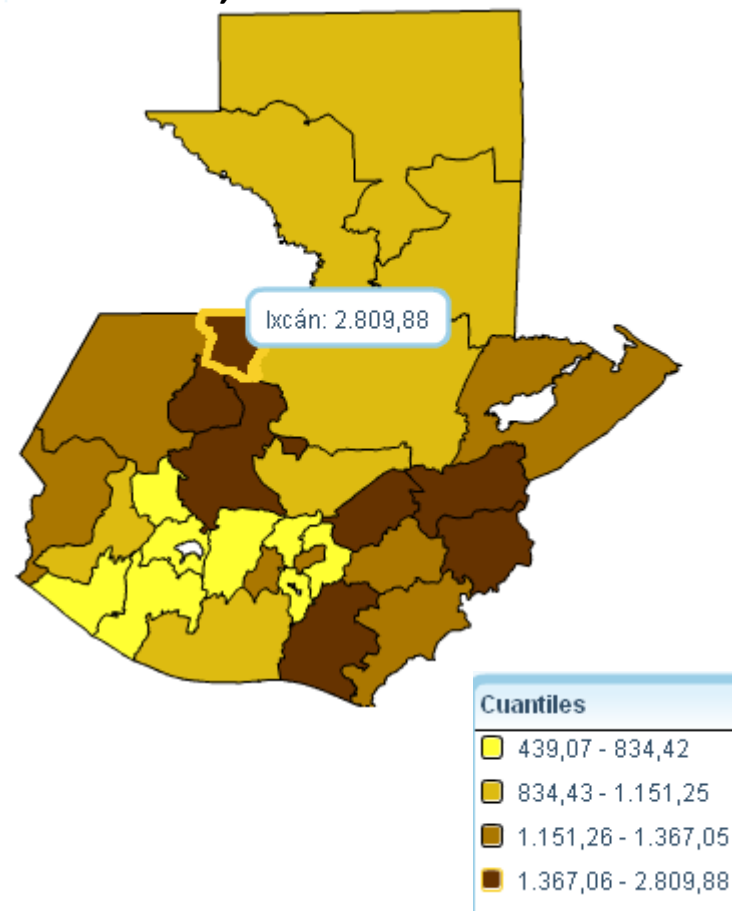 Ixcán: 2.809,88
Cuantiles
439,07 - 834,42
834,43 - 1.151,25
1.151,26 - 1.367,05
1.367,06 - 2.809,88